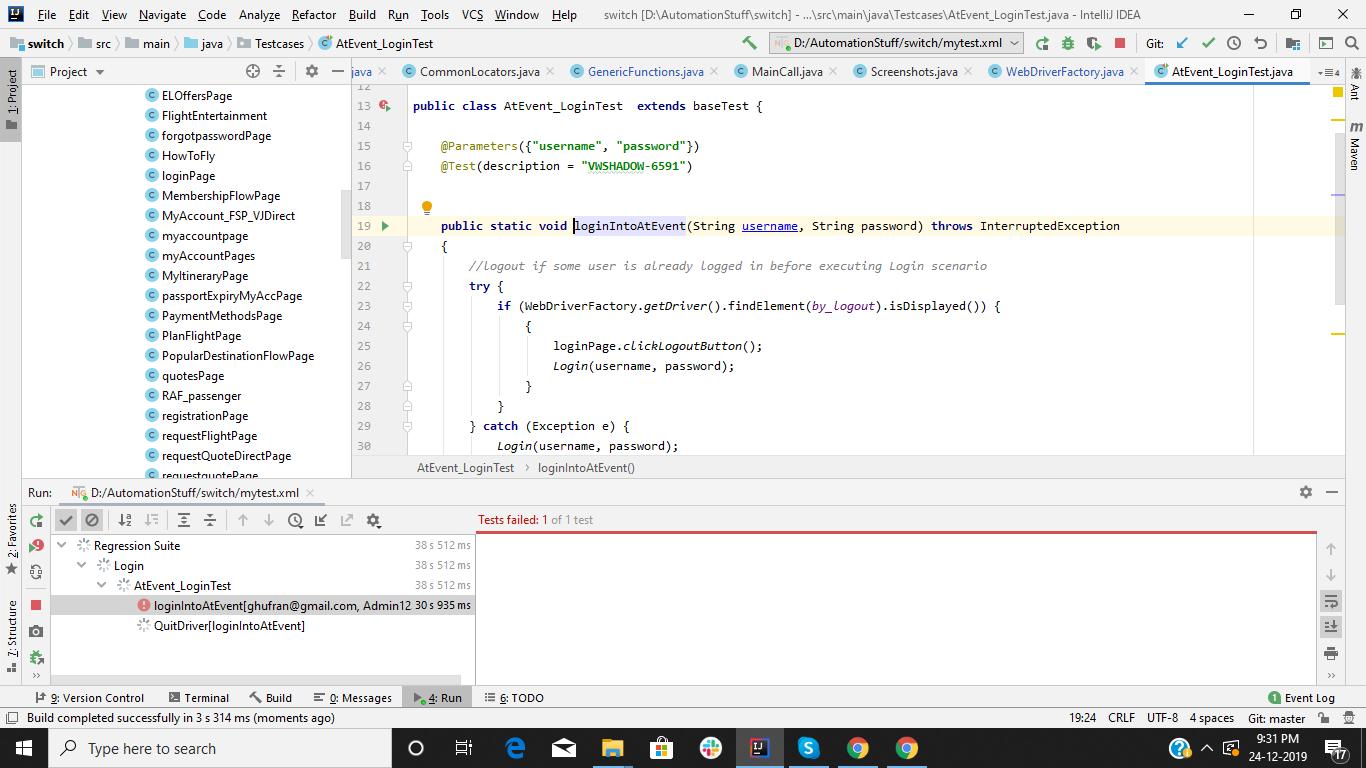 File Edit View Navigate Code Analyze Refactor Build Run Tools VCS Window Help switch [D:\AutomationStuff\switch] - ...\src\main\java\Testcases\AtEvent_LoginTest.java - IntelliJ IDEA
switch src main java Testcases AtEvent_LoginTest D:/AutomationStuff/switch/mytest.xml Git:
Project java CommonLocators.java GenericFunctions.java MainCall.java Screenshots.java WebDriverFactory.java AtEvent_LoginTest.java
1: Project
ELOffersPage
FlightEntertainment
forgotpasswordPage
HowToFly
loginPage
MembershipFlowPage
MyAccount_FSP_VJDirect
myaccountpage
myAccountPages
MyItineraryPage
passportExpiryMyAccPage
PaymentMethodsPage
PlanFlightPage
PopularDestinationFlowPage
quotesPage
RAF_passenger
registrationPage
requestFlightPage
requestQuoteDirectPage
requestquotePage
12
13 public class AtEvent_LoginTest extends baseTest {
14
15 @Parameters({"username", "password"})
16 @Test(description = "VWSHADOW-6591")
17
18
19 public static void loginIntoAtEvent(String username, String password) throws InterruptedException
20 {
21 //logout if some user is already logged in before executing Login scenario
22 try {
23 if (WebDriverFactory.getDriver().findElement(by_logout).isDisplayed()) {
24 {
25 loginPage.clickLogoutButton();
26 Login(username, password);
27 }
28 }
29 } catch (Exception e) {
30 Login(username, password);
AtEvent_LoginTest › loginIntoAtEvent()
Ant
Maven
Run: D:/AutomationStuff/switch/mytest.xml
2: Favorites
7: Structure
Tests failed: 1 of 1 test
Regression Suite 38 s 512 ms
Login 38 s 512 ms
AtEvent_LoginTest 38 s 512 ms
loginIntoAtEvent[ghufran@gmail.com, Admin12 30 s 935 ms
QuitDriver[loginIntoAtEvent]
9: Version Control Terminal Build 0: Messages 4: Run 6: TODO 1 Event Log
Build completed successfully in 3 s 314 ms (moments ago) 19:24 CRLF UTF-8 4 spaces Git: master
Type here to search
9:31 PM
24-12-2019
17